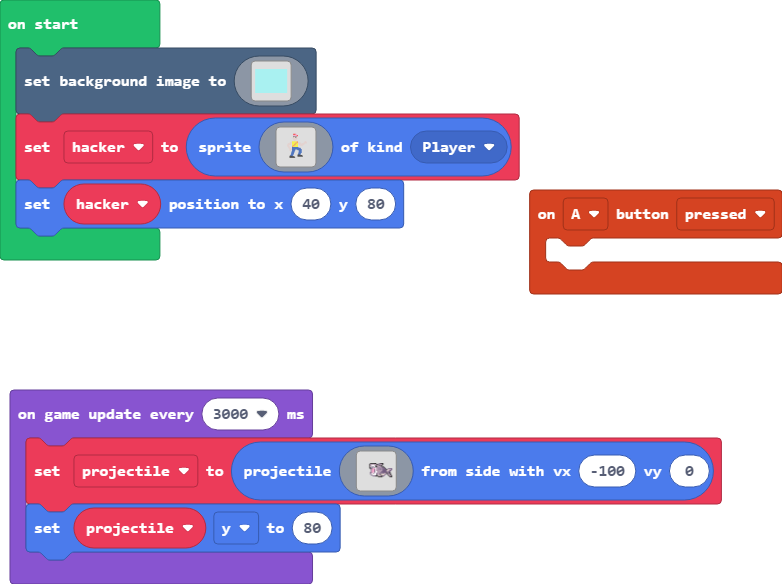 on start
set background image to
set hacker to sprite of kind Player
set hacker position to x 40 y 80
on A button pressed
on game update every 3000 ms
set projectile to projectile from side with vx -100 vy 0
set projectile y to 80